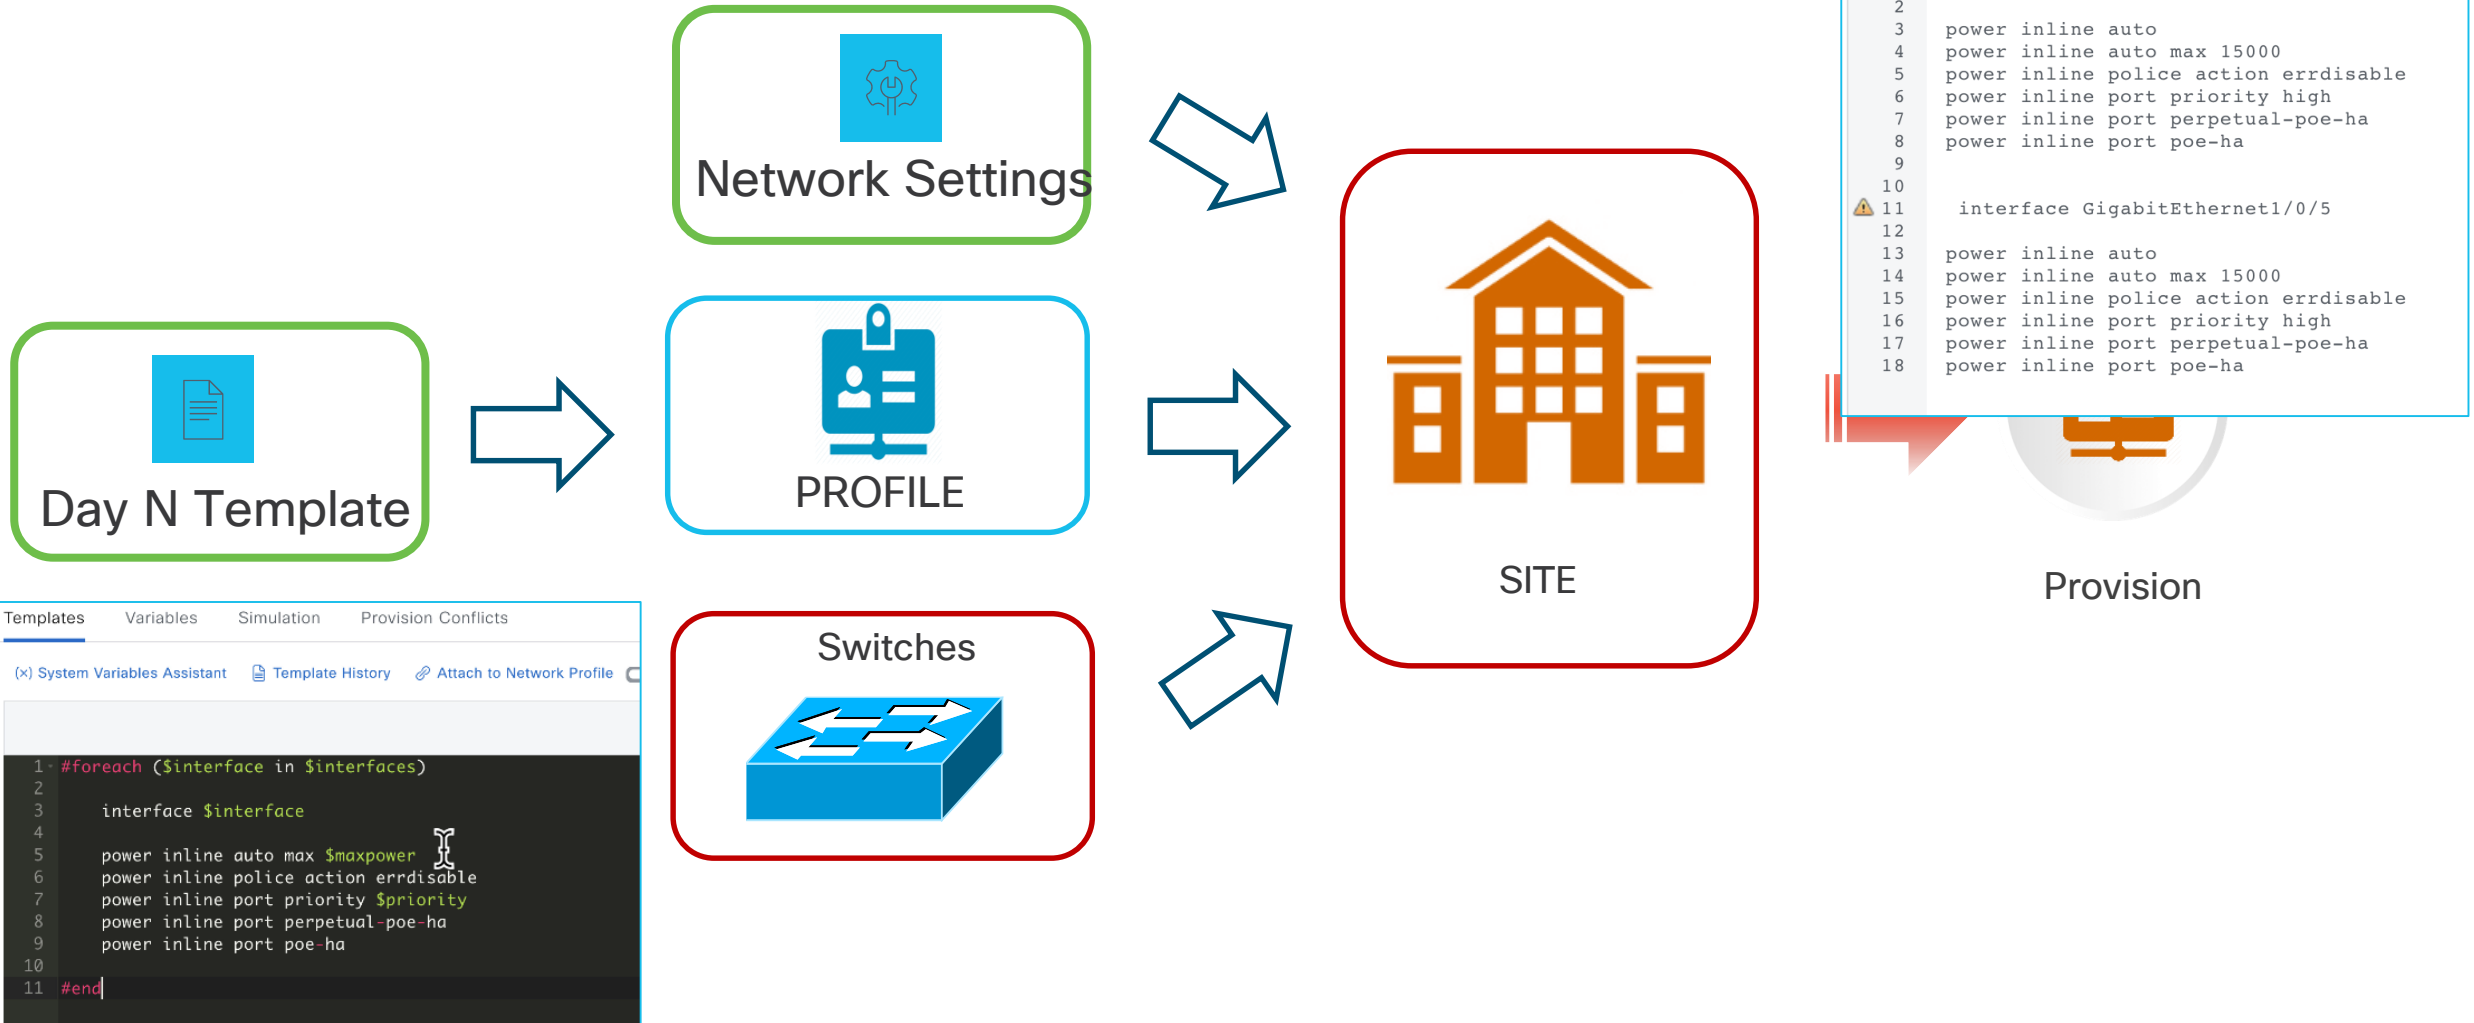 Network Settings
PROFILE
Day N Template
Switches
SITE
Provision
2
3 power inline auto
4 power inline auto max 15000
5 power inline police action errdisable
6 power inline port priority high
7 power inline port perpetual-poe-ha
8 power inline port poe-ha
9
10
11 interface GigabitEthernet1/0/5
12
13 power inline auto
14 power inline auto max 15000
15 power inline police action errdisable
16 power inline port priority high
17 power inline port perpetual-poe-ha
18 power inline port poe-ha
Templates Variables Simulation Provision Conflicts
(×) System Variables Assistant Template History Attach to Network Profile
1 #foreach ($interface in $interfaces)
2
3 interface $interface
4
5 power inline auto max $maxpower
6 power inline police action errdisable
7 power inline port priority $priority
8 power inline port perpetual-poe-ha
9 power inline port poe-ha
10
11 #end